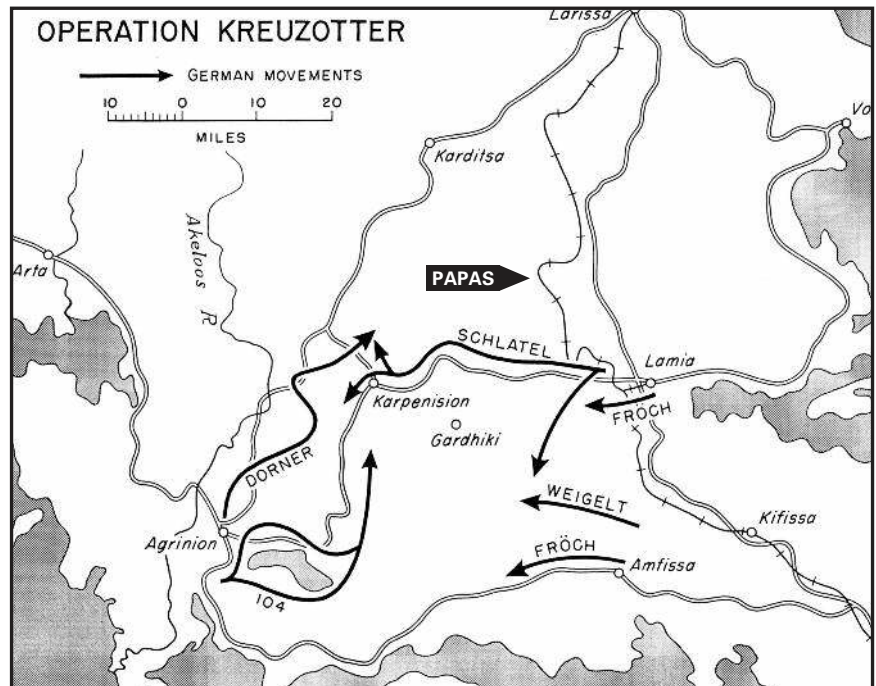 OPERATION KREUZOTTER
GERMAN MOVEMENTS
10 0 10 20
MILES
Larissa
Vo
Karditsa
Akeloos R
Arta
PAPAS
SCHLATEL
Lamia
Karpenision
FRÖCH
Gardhiki
DORNER
WEIGELT
Kifissa
Agrinion
FRÖCH
Amfissa
104